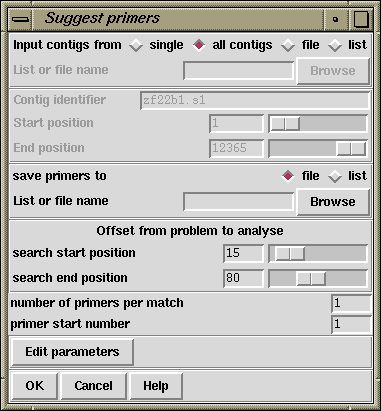 Suggest primers
Input contigs from single all contigs file list
List or file name Browse
Contig identifier zf22b1.s1
Start position 1
End position 12365
save primers to file list
List or file name Browse
Offset from problem to analyse
search start position 15
search end position 80
number of primers per match 1
primer start number 1
Edit parameters
OK Cancel Help